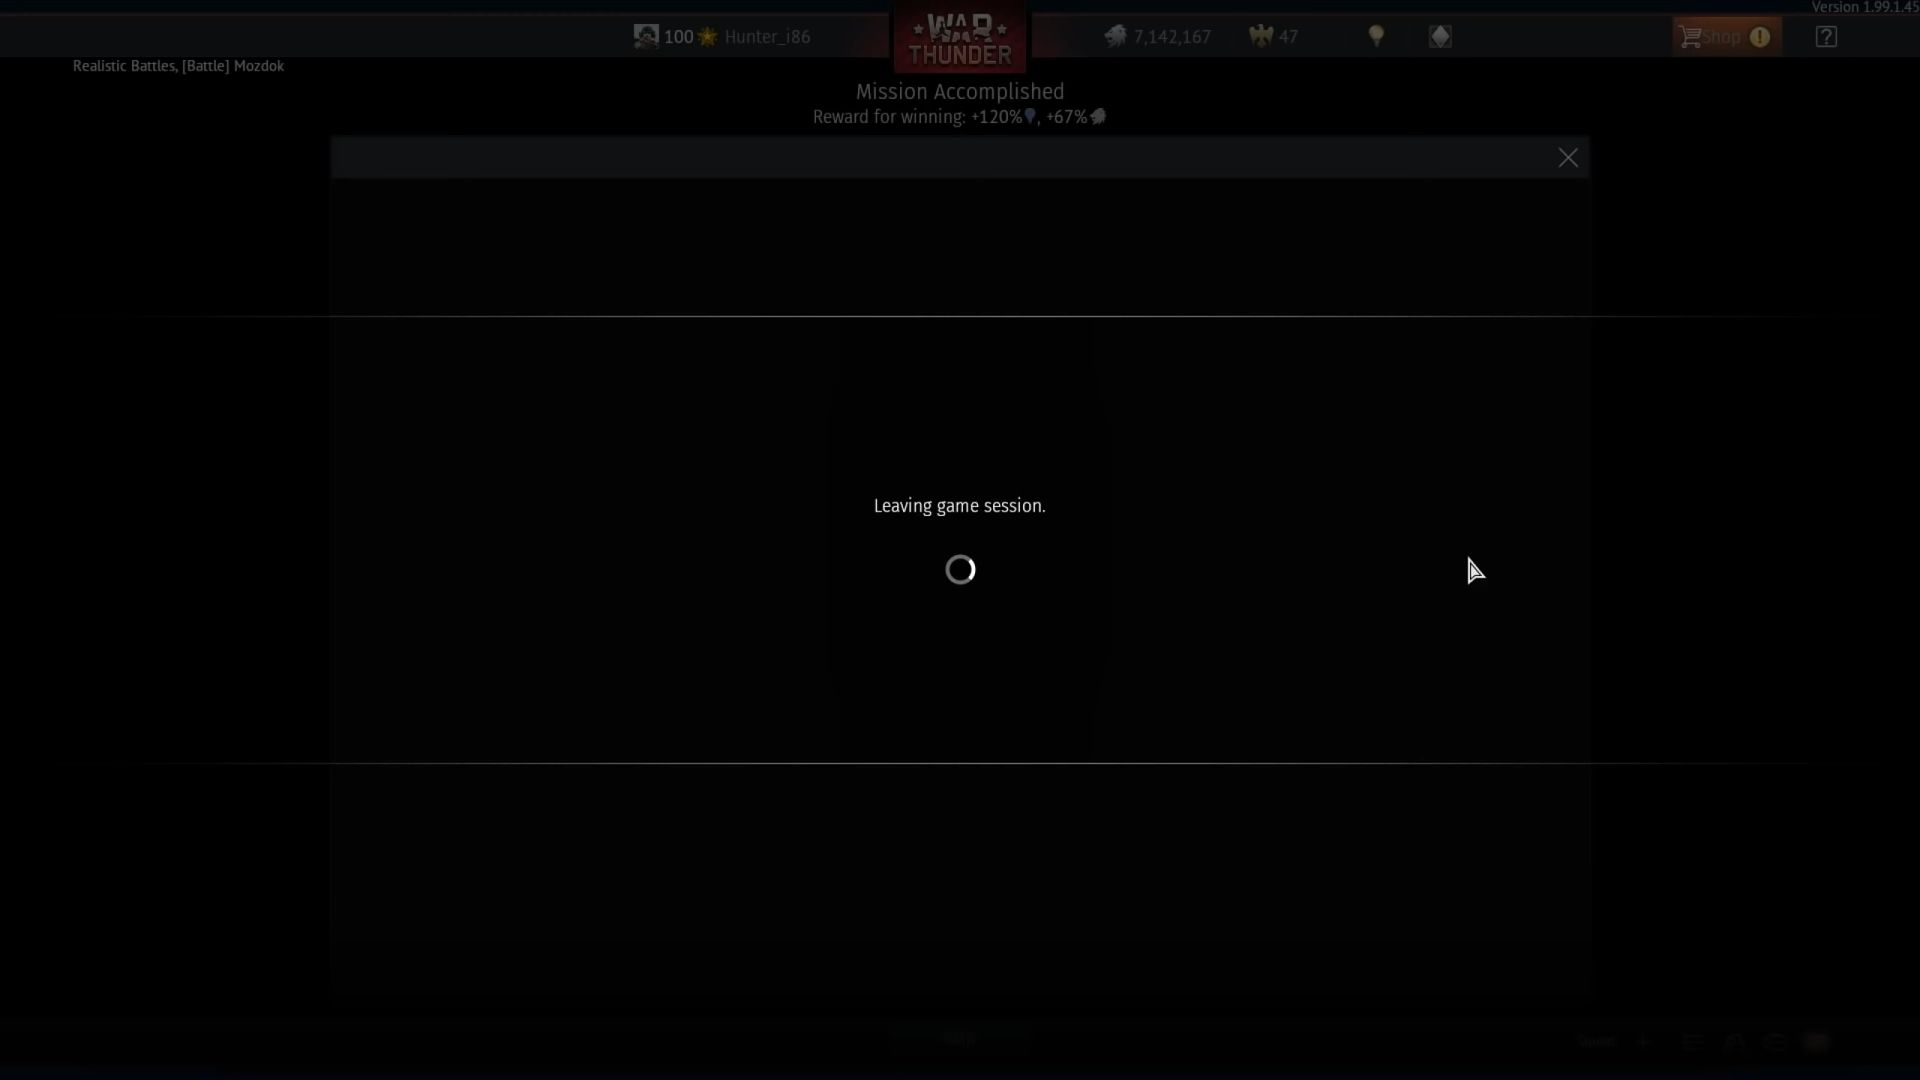 Version 1.99.1.45
100 Hunter_i86
WAR
THUNDER
7,142,167
47
Shop
Realistic Battles, [Battle] Mozdok
Mission Accomplished
Reward for winning: +120%, +67%
Leaving game session.